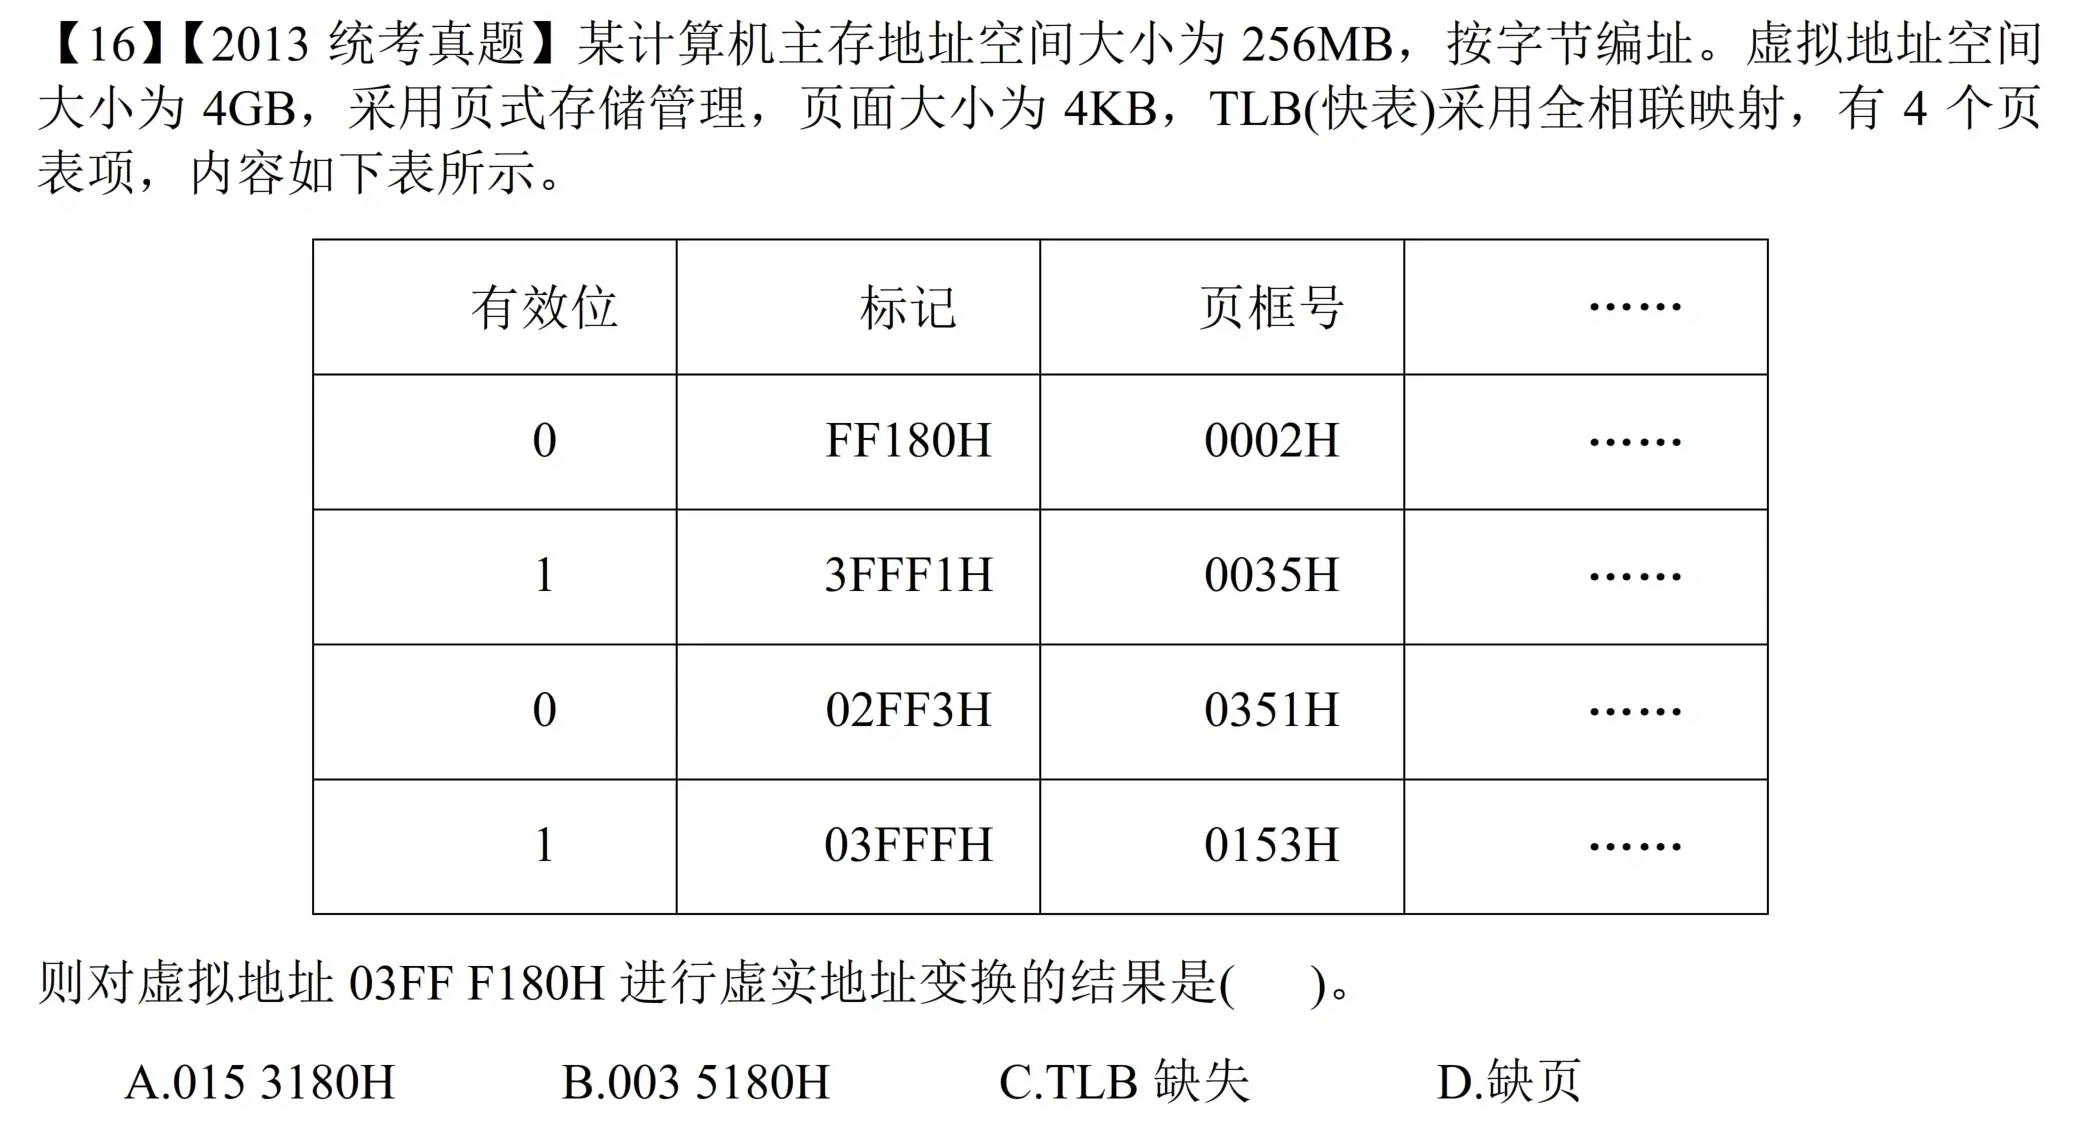 【16】【2013 统考真题】某计算机主存地址空间大小为 256MB，按字节编址。虚拟地址空间
大小为 4GB，采用页式存储管理，页面大小为 4KB，TLB(快表)采用全相联映射，有 4 个页
表项，内容如下表所示。
有效位 标记 页框号 ……
0 FF180H 0002H ……
1 3FFF1H 0035H ……
0 02FF3H 0351H ……
1 03FFFH 0153H ……
则对虚拟地址 03FF F180H 进行虚实地址变换的结果是( )。
A.015 3180H B.003 5180H C.TLB 缺失 D.缺页